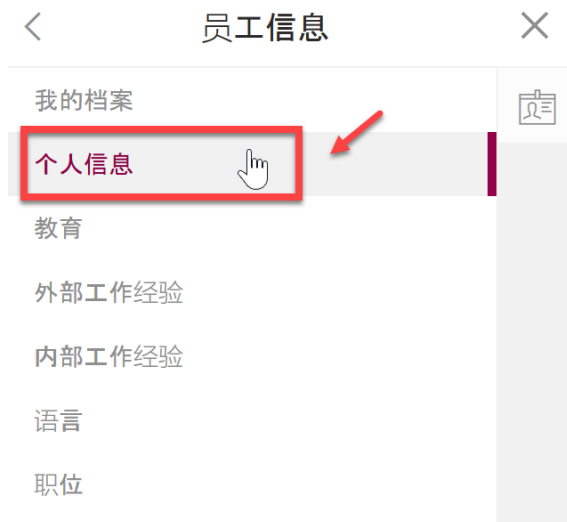 员工信息
我的档案
个人信息
教育
外部工作经验
内部工作经验
语言
职位